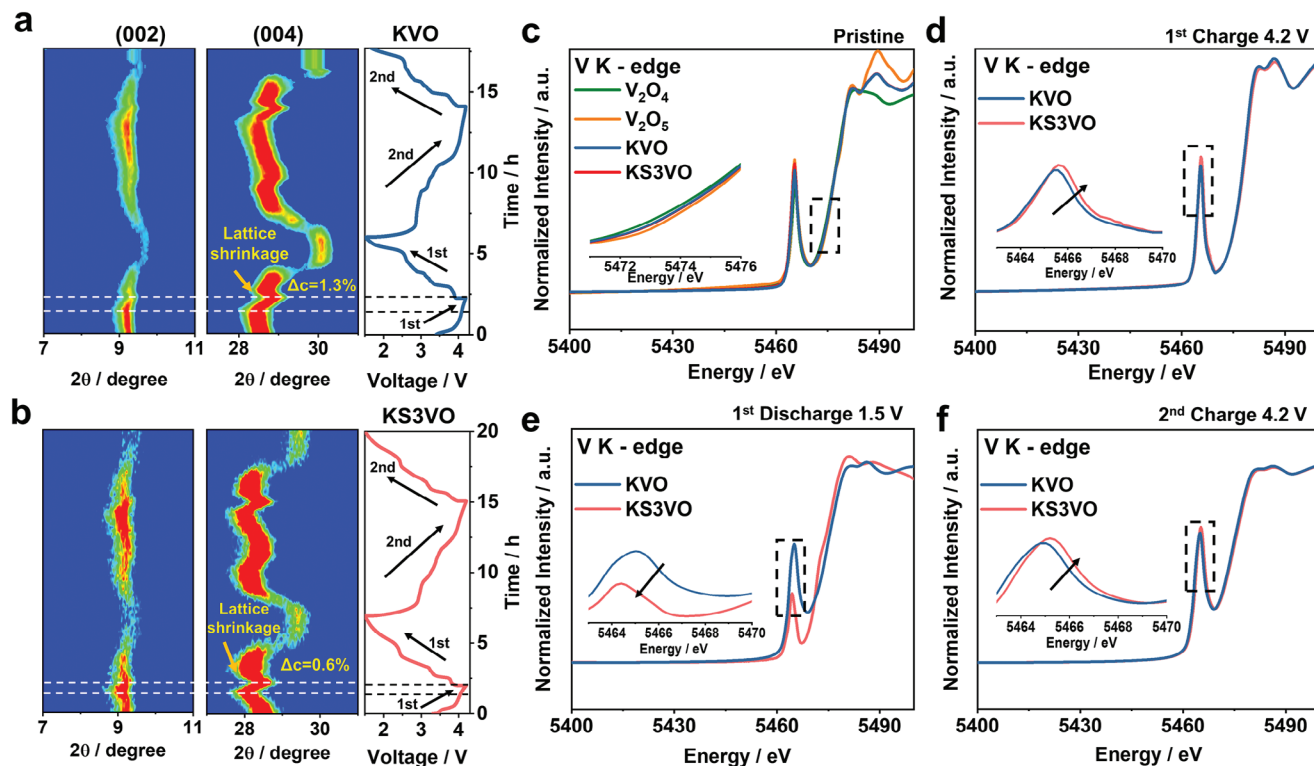 a
(002)
(004)
KVO
2nd
2nd
Lattice
shrinkage
Δc=1.3%
1st
1st
15
10
5
0
Time / h
7
9
11
28
30
2
3
4
2θ / degree
2θ / degree
Voltage / V
b
KS3VO
2nd
2nd
Lattice
shrinkage
Δc=0.6%
1st
1st
20
15
10
5
0
Time / h
7
9
11
28
30
2
3
4
2θ / degree
2θ / degree
Voltage / V
c
Pristine
V K - edge
V₂O₄
V₂O₅
KVO
KS3VO
5472
5474
5476
Energy / eV
Normalized Intensity / a.u.
5400
5430
5460
5490
Energy / eV
d
1st Charge 4.2 V
V K - edge
KVO
KS3VO
5464
5466
5468
5470
Energy / eV
Normalized Intensity / a.u.
5400
5430
5460
5490
Energy / eV
e
1st Discharge 1.5 V
V K - edge
KVO
KS3VO
5464
5466
5468
5470
Energy / eV
Normalized Intensity / a.u.
5400
5430
5460
5490
Energy / eV
f
2nd Charge 4.2 V
V K - edge
KVO
KS3VO
5464
5466
5468
5470
Energy / eV
Normalized Intensity / a.u.
5400
5430
5460
5490
Energy / eV